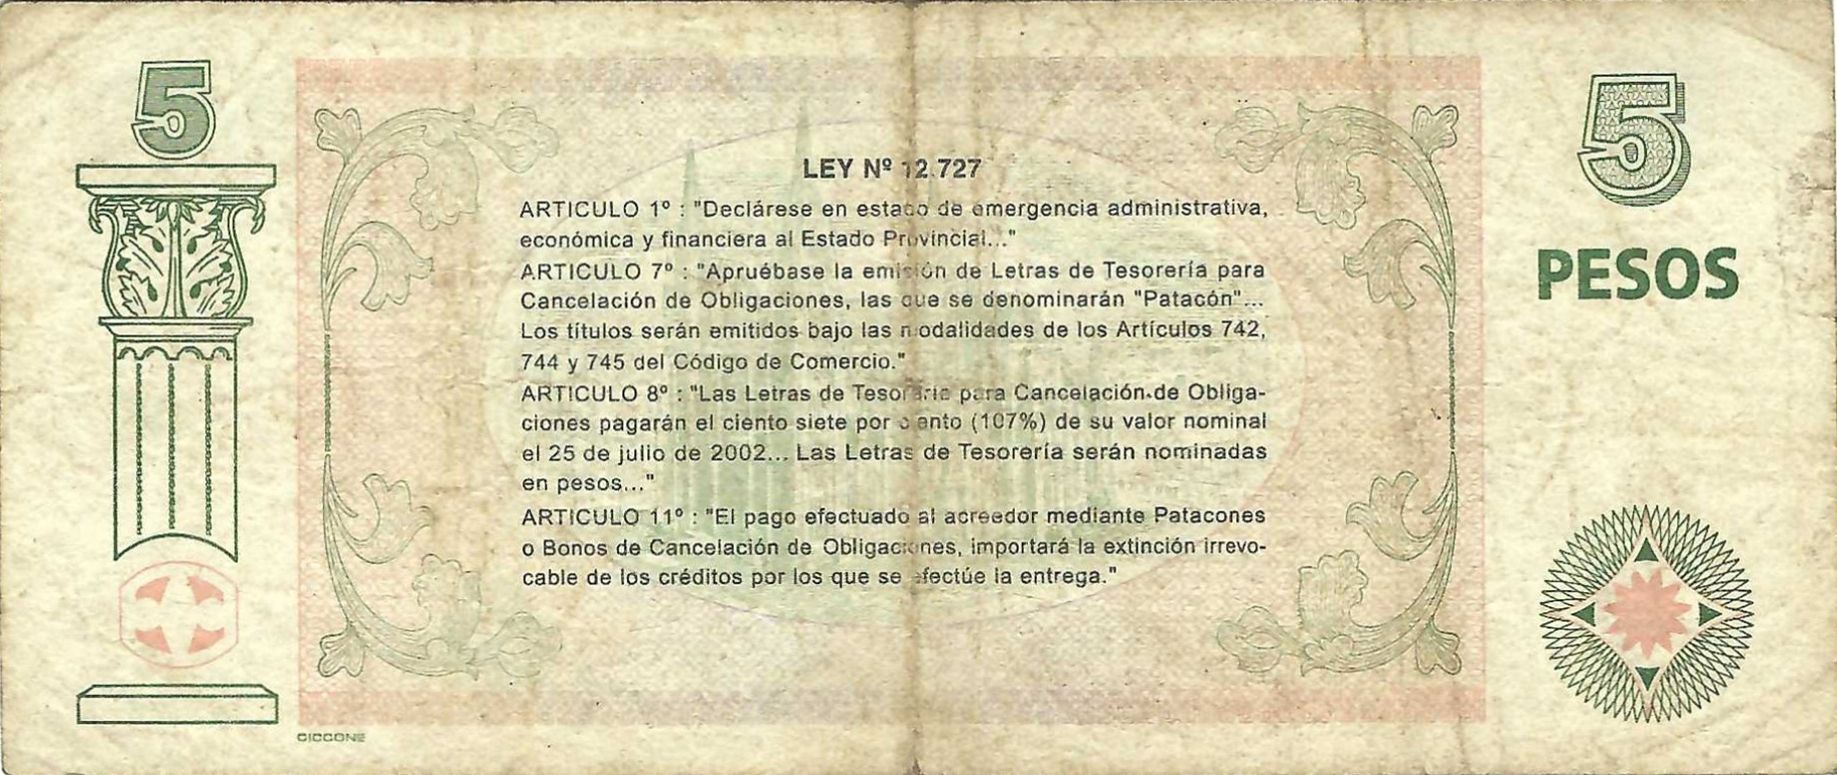 5
5
PESOS
LEY Nº 12.727
ARTICULO 1º : "Declárese en estado de emergencia administrativa,
económica y financiera al Estado Provincial..."
ARTICULO 7º : "Apruébase la emisión de Letras de Tesorería para
Cancelación de Obligaciones, las que se denominarán "Patacón"...
Los títulos serán emitidos bajo las modalidades de los Artículos 742,
744 y 745 del Código de Comercio."
ARTICULO 8º : "Las Letras de Tesorería para Cancelación de Obliga-
ciones pagarán el ciento siete por ciento (107%) de su valor nominal
el 25 de julio de 2002... Las Letras de Tesorería serán nominadas
en pesos..."
ARTICULO 11º : "El pago efectuado al acreedor mediante Patacones
o Bonos de Cancelación de Obligaciones, importará la extinción irrevo-
cable de los créditos por los que se efectúe la entrega."
CICCONE